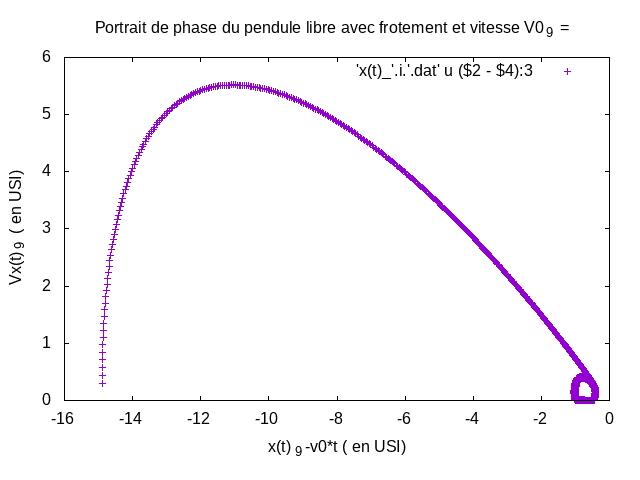 Portrait de phase du pendule libre avec frotement et vitesse V0 9 =
'x(t)_'.i.'.dat' u ($2 - $4):3
Vx(t) 9 ( en USI)
6
5
4
3
2
1
0
-16 -14 -12 -10 -8 -6 -4 -2 0
x(t) 9 -v0*t ( en USI)